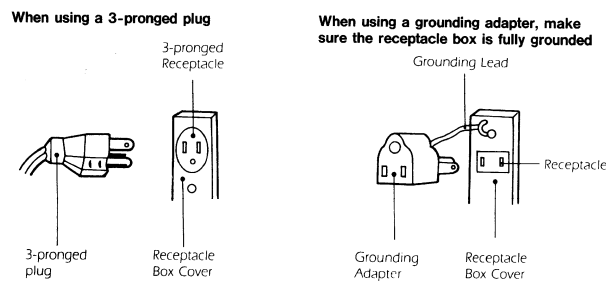 When using a 3-pronged plug
3-pronged
Receptacle
3-pronged
plug
Receptacle
Box Cover
When using a grounding adapter, make
sure the receptacle box is fully grounded
Grounding Lead
Receptacle
Grounding
Adapter
Receptacle
Box Cover